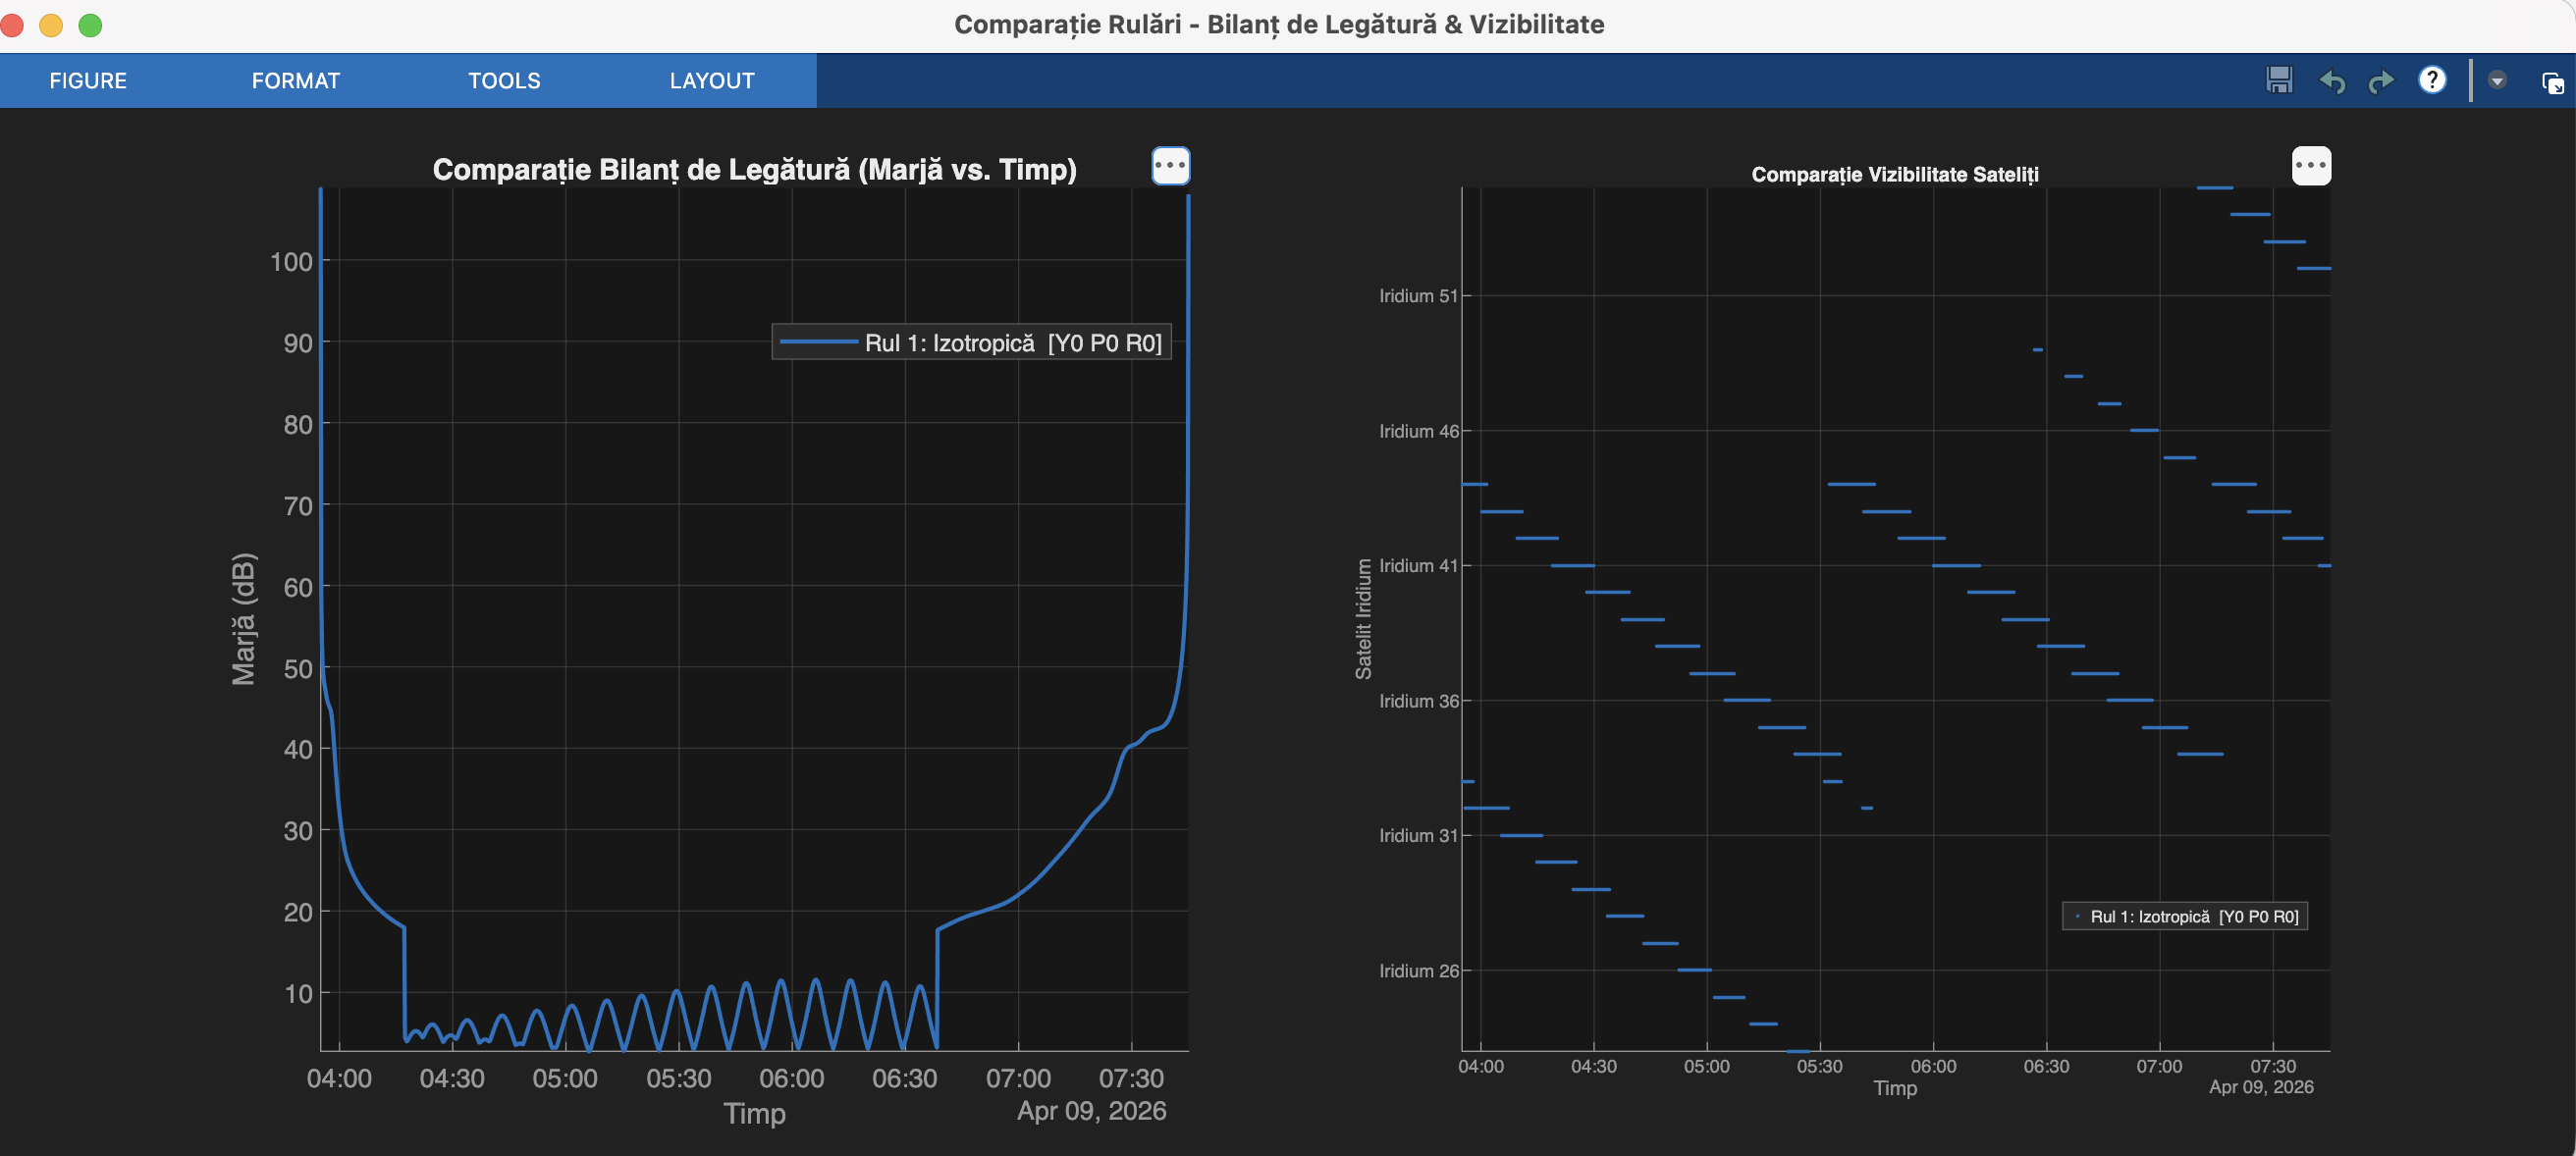 Comparație Rulări - Bilanț de Legătură & Vizibilitate
FIGURE FORMAT TOOLS LAYOUT
?
Comparație Bilanț de Legătură (Marjă vs. Timp)
Marjă (dB)
100
90
80
70
60
50
40
30
20
10
Rul 1: Izotropică [Y0 P0 R0]
04:00 04:30 05:00 05:30 06:00 06:30 07:00 07:30
Timp
Apr 09, 2026
Comparație Vizibilitate Sateliți
Satelit Iridium
Iridium 51
Iridium 46
Iridium 41
Iridium 36
Iridium 31
Iridium 26
Rul 1: Izotropică [Y0 P0 R0]
04:00 04:30 05:00 05:30 06:00 06:30 07:00 07:30
Timp
Apr 09, 2026